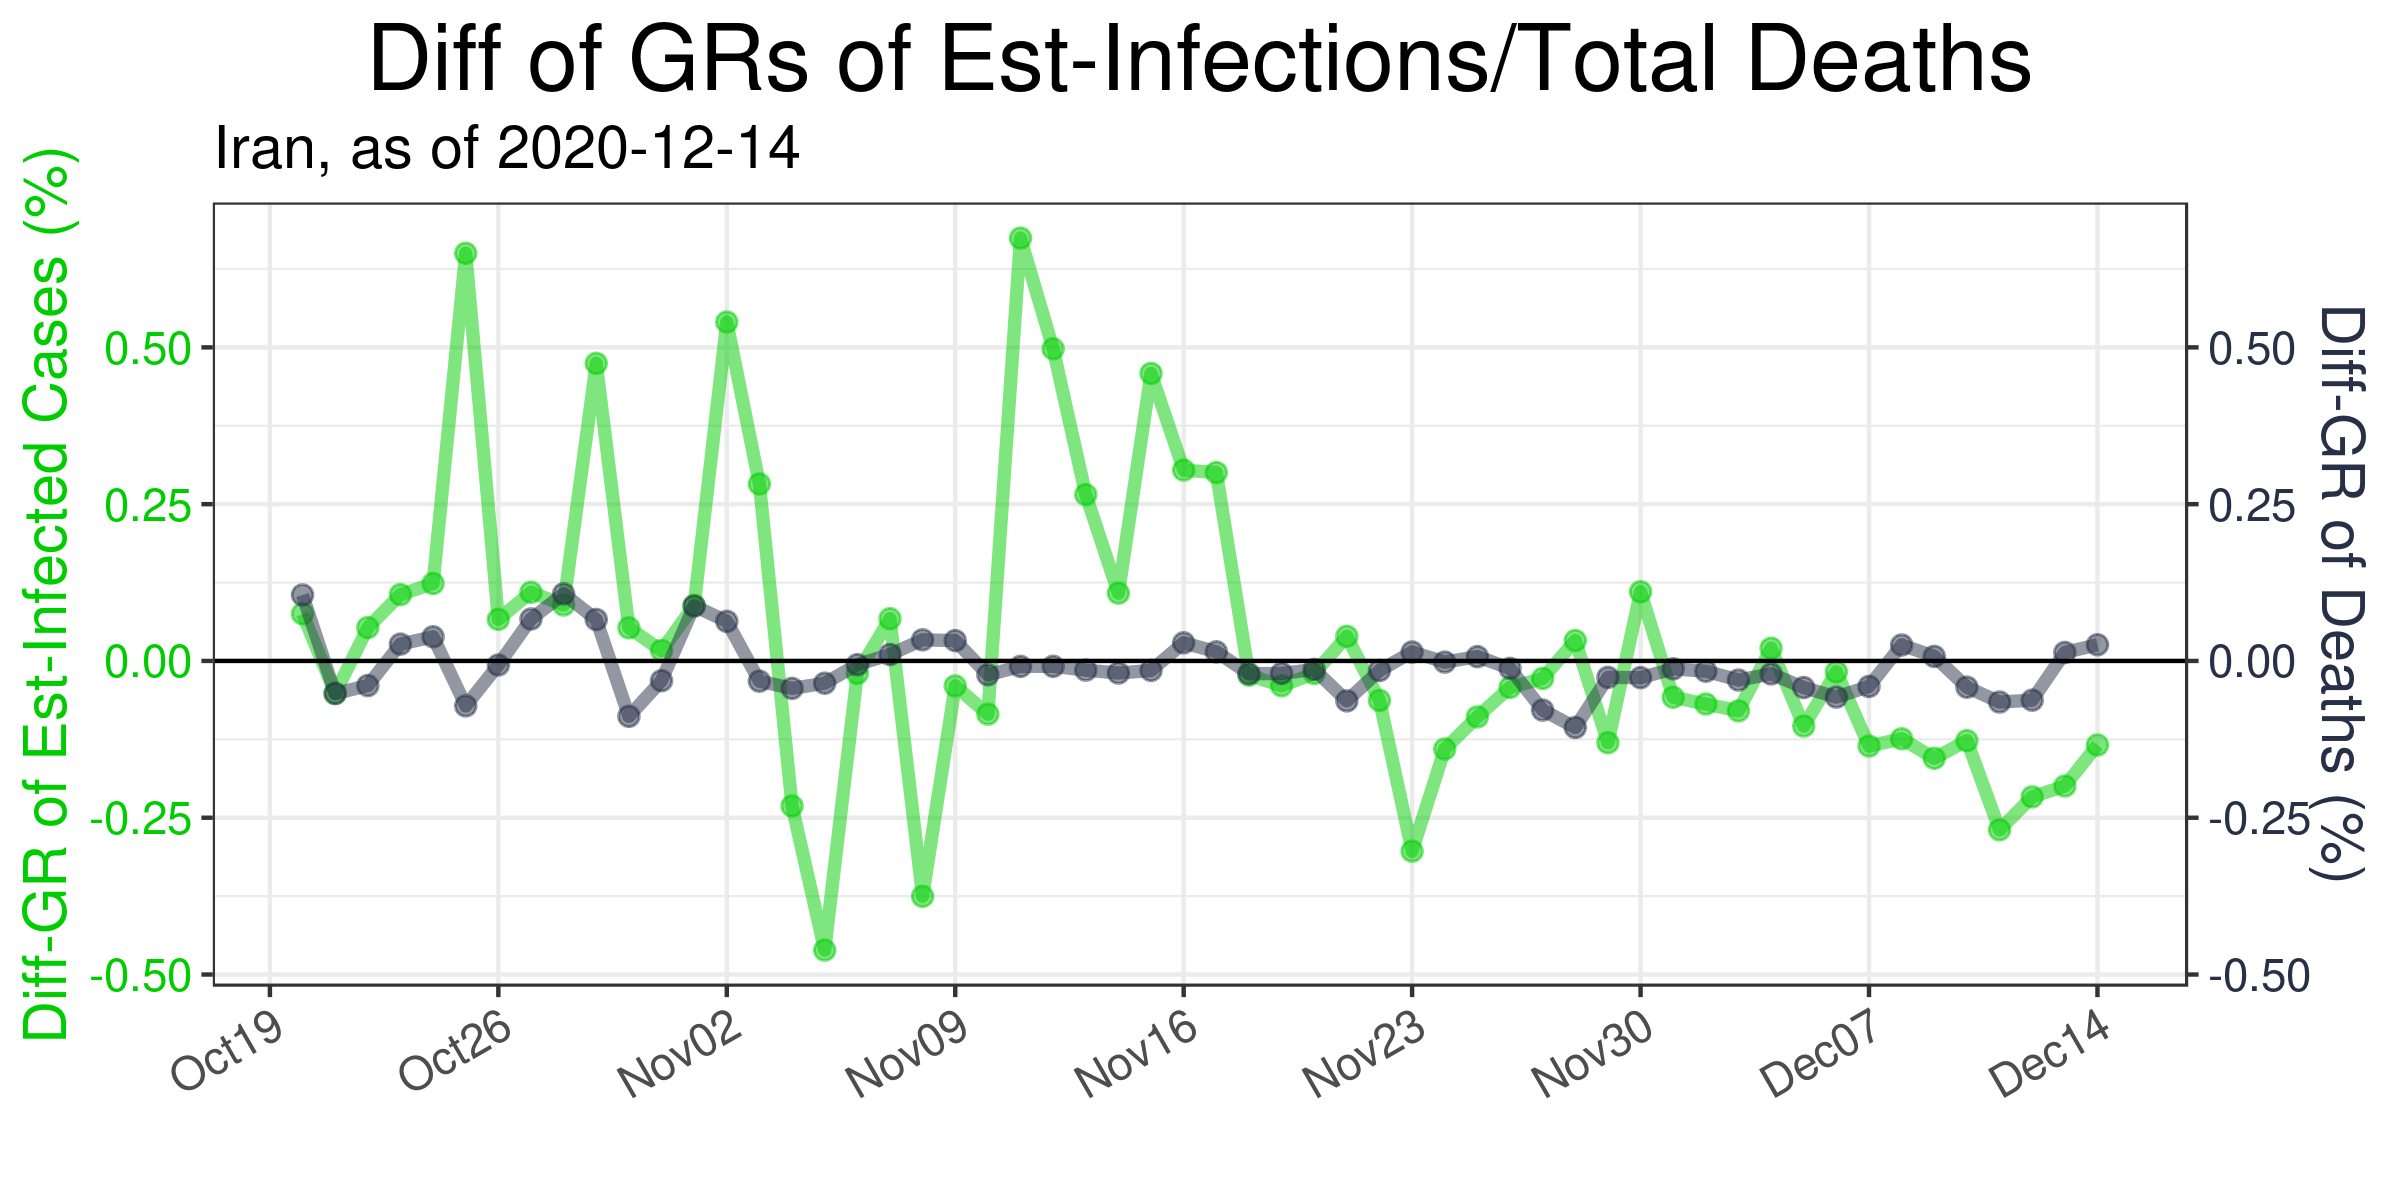 Diff of GRs of Est-Infections/Total Deaths
Iran, as of 2020-12-14
Diff-GR of Est-Infected Cases (%)
0.50
0.25
0.00
-0.25
-0.50
0.50
0.25
0.00
-0.25
-0.50
Diff-GR of Deaths (%)
Oct19
Oct26
Nov02
Nov09
Nov16
Nov23
Nov30
Dec07
Dec14